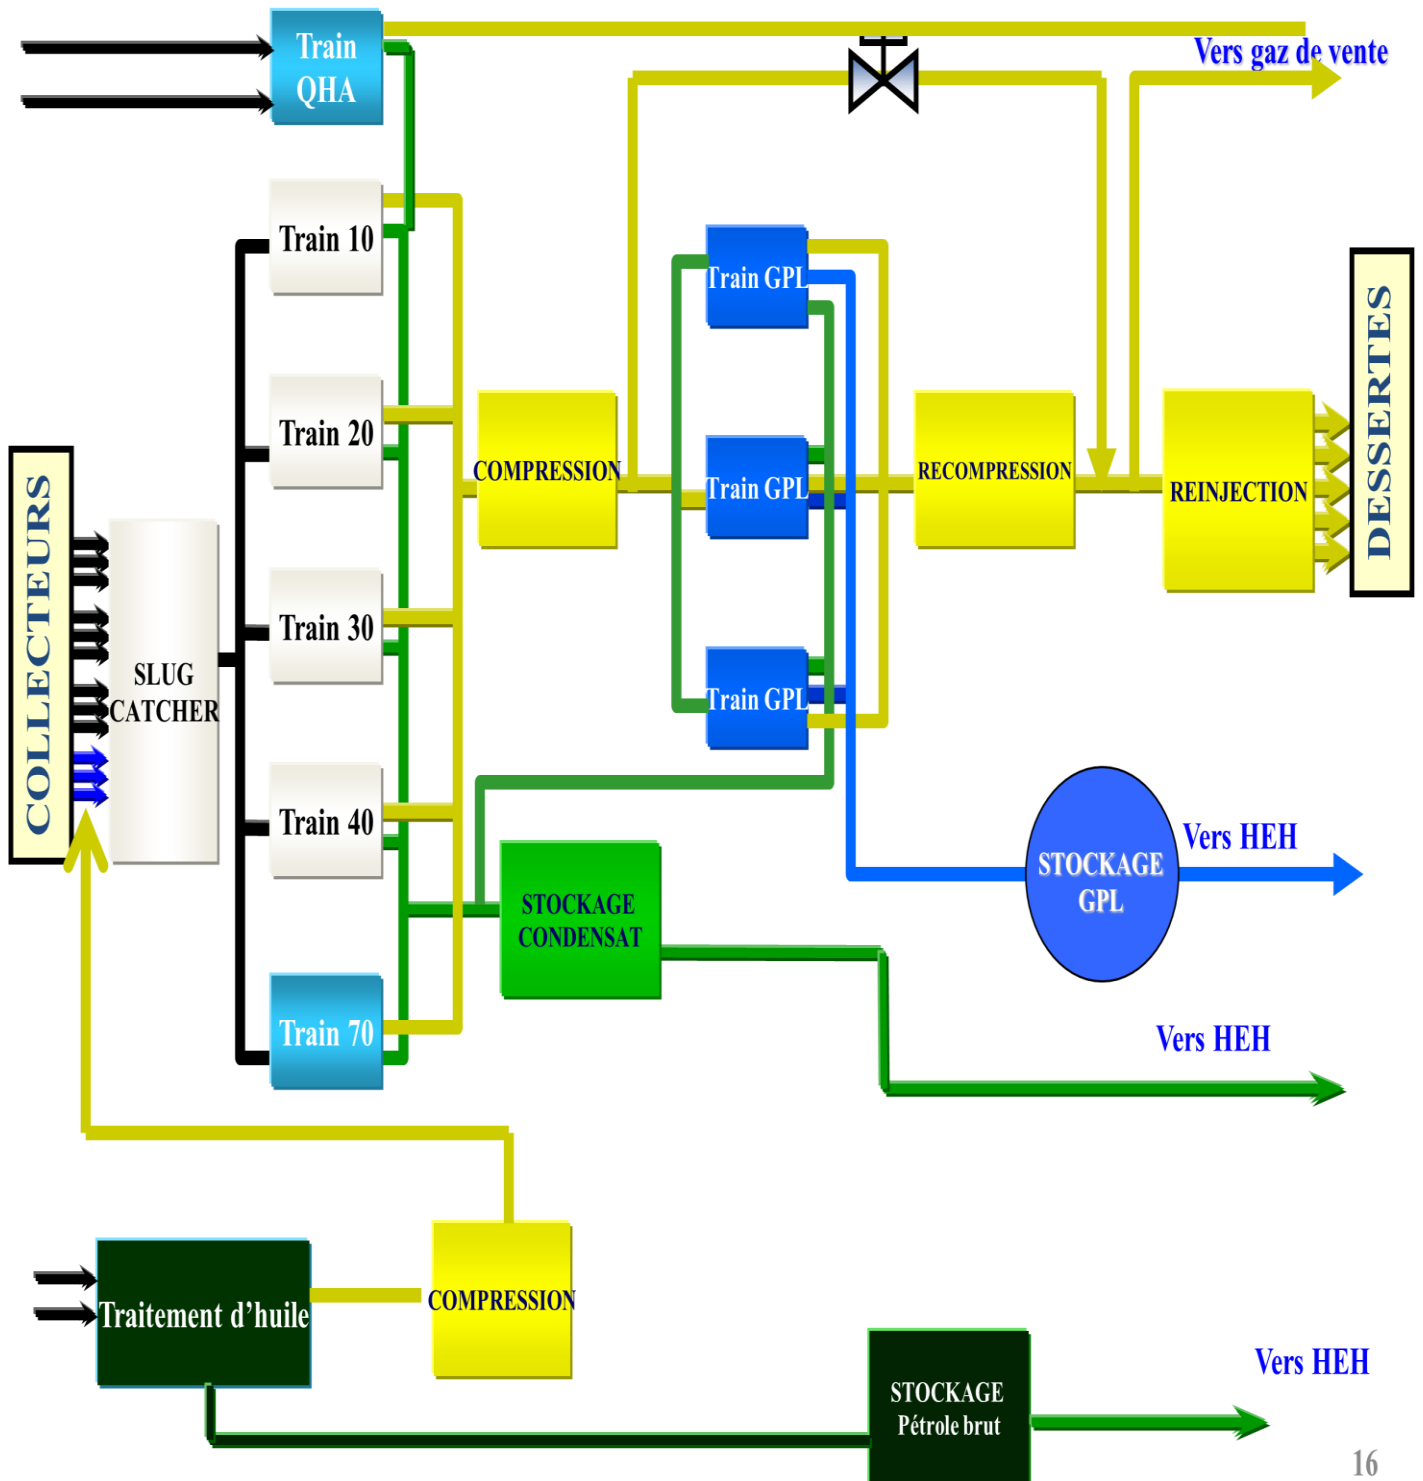 Train
QHA
Vers gaz de vente
Train 10
Train GPL
Train 20
COMPRESSION
Train GPL
RECOMPRESSION
REINJECTION
DESSERTES
COLLECTEURS
SLUG
CATCHER
Train 30
Train GPL
Train 40
STOCKAGE
GPL
Vers HEH
STOCKAGE
CONDENSAT
Train 70
Vers HEH
Traitement d’huile
COMPRESSION
STOCKAGE
Pétrole brut
Vers HEH
16